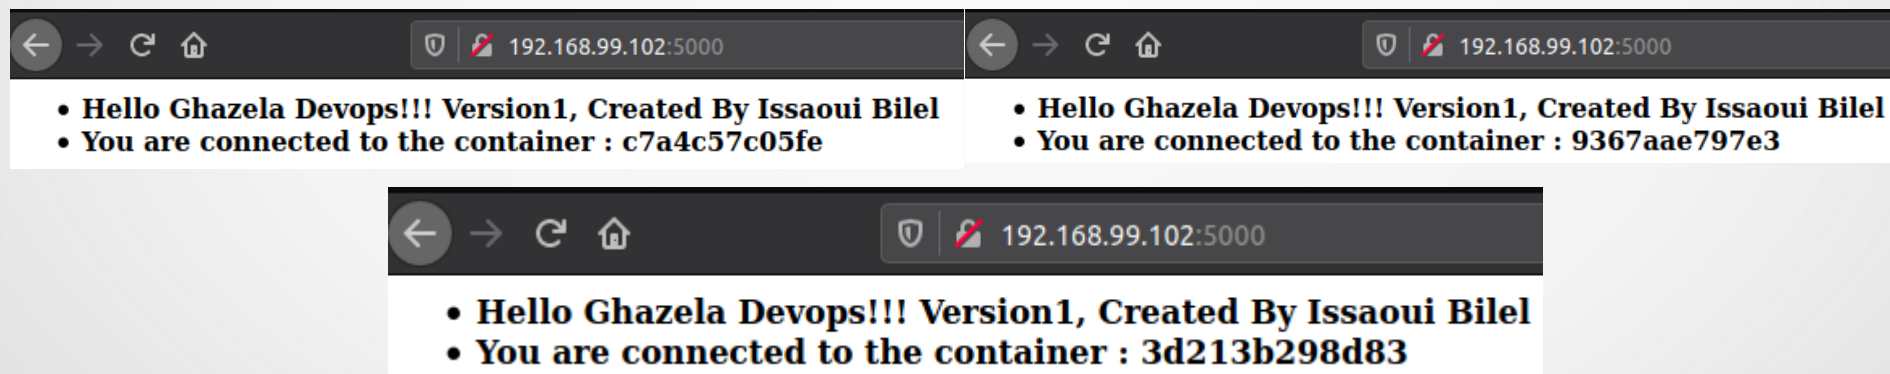 192.168.99.102:5000
• Hello Ghazela Devops!!! Version1, Created By Issaoui Bilel
• You are connected to the container : c7a4c57c05fe
192.168.99.102:5000
• Hello Ghazela Devops!!! Version1, Created By Issaoui Bilel
• You are connected to the container : 9367aae797e3
192.168.99.102:5000
• Hello Ghazela Devops!!! Version1, Created By Issaoui Bilel
• You are connected to the container : 3d213b298d83